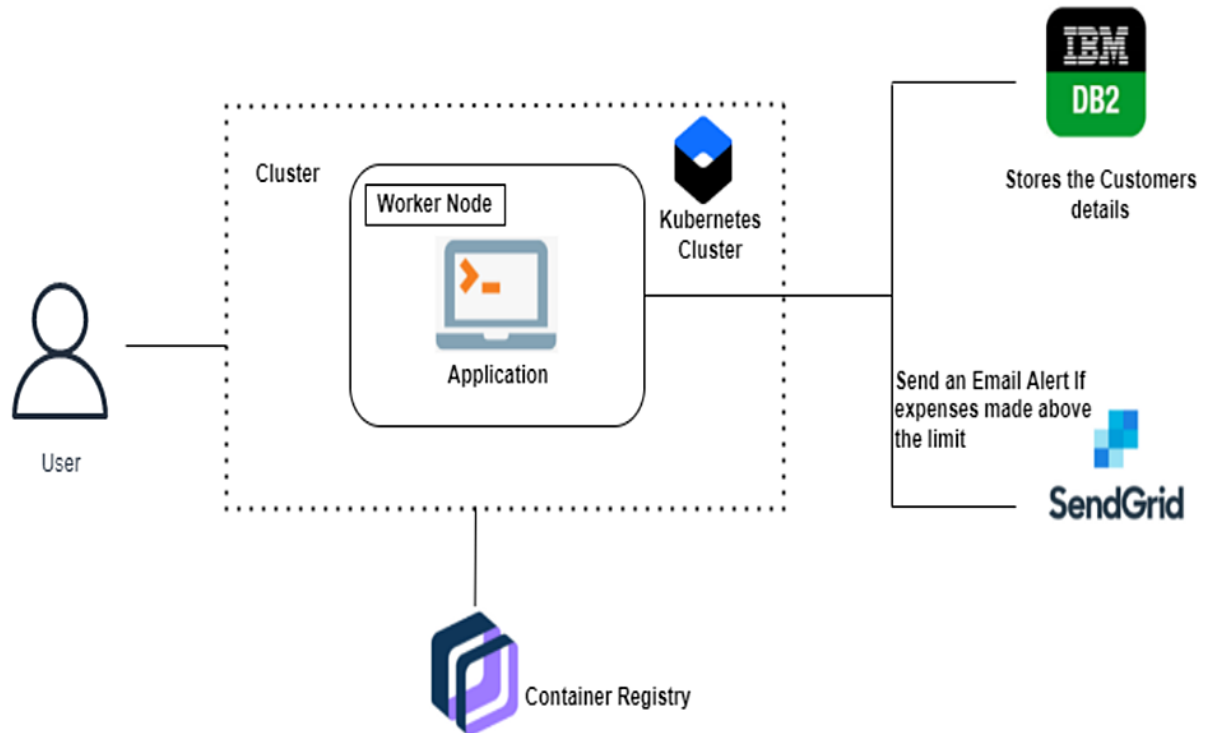 IBM
DB2
Cluster
Worker Node
Kubernetes
Cluster
Stores the Customers
details
Application
Send an Email Alert If
expenses made above
the limit
User
SendGrid
Container Registry